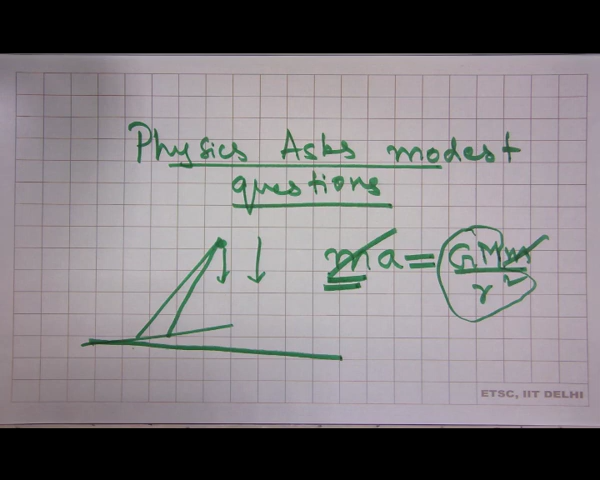 Physics Asks modest
questions
ma = GMm/r²
ETSC, IIT DELHI